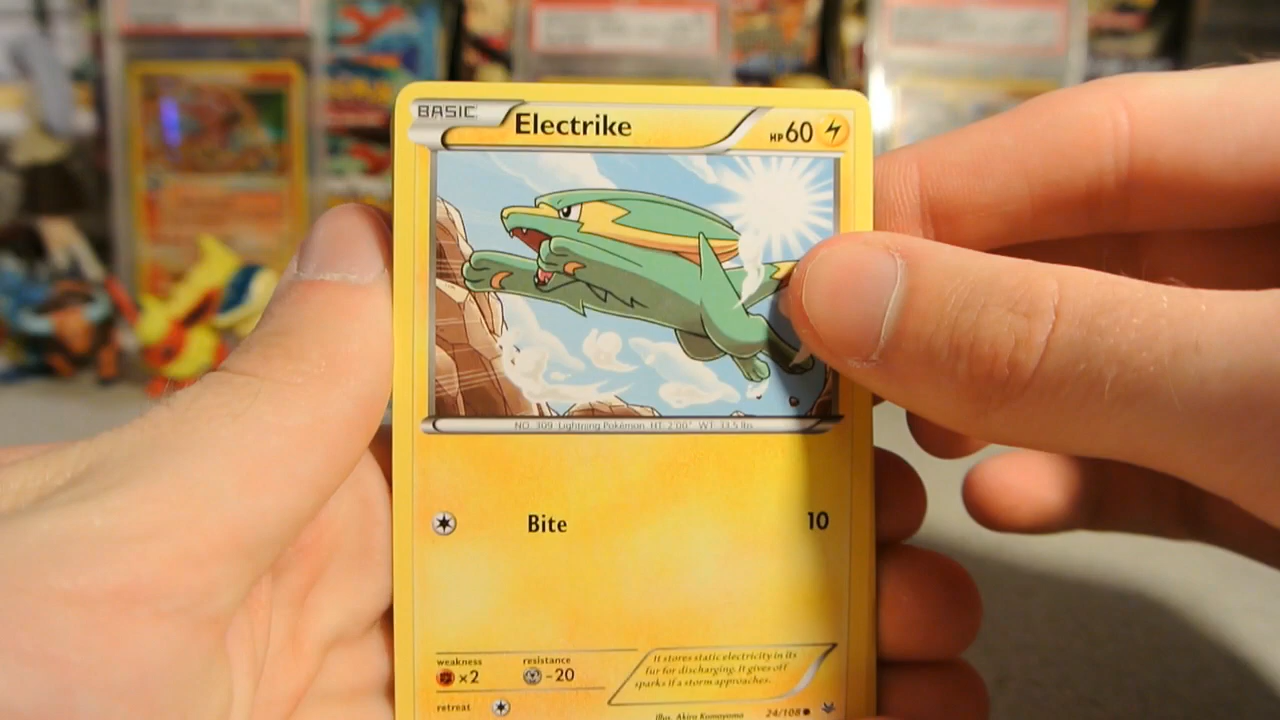 BASIC Electrike HP60
NO. 309 Lightning Pokémon HT: 2'00" WT: 33.5 lbs.
Bite 10
weakness resistance
×2 -20
It stores static electricity in its
fur for discharging. It gives off
sparks if a storm approaches.
retreat
Illus. Akira Komayama 24/108